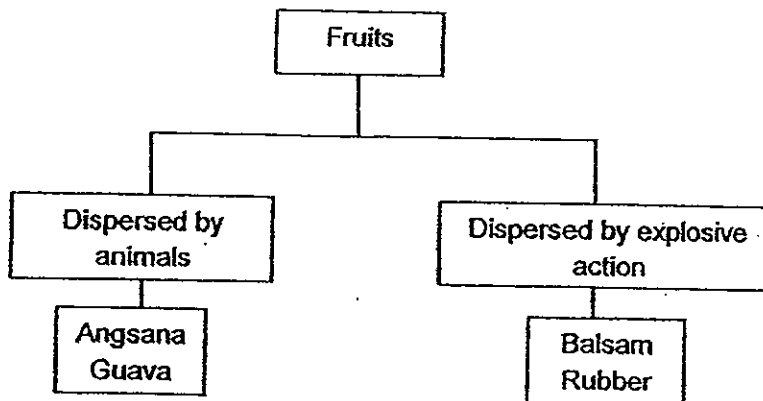 Fruits
Dispersed by
animals
Dispersed by explosive
action
Angsana
Guava
Balsam
Rubber